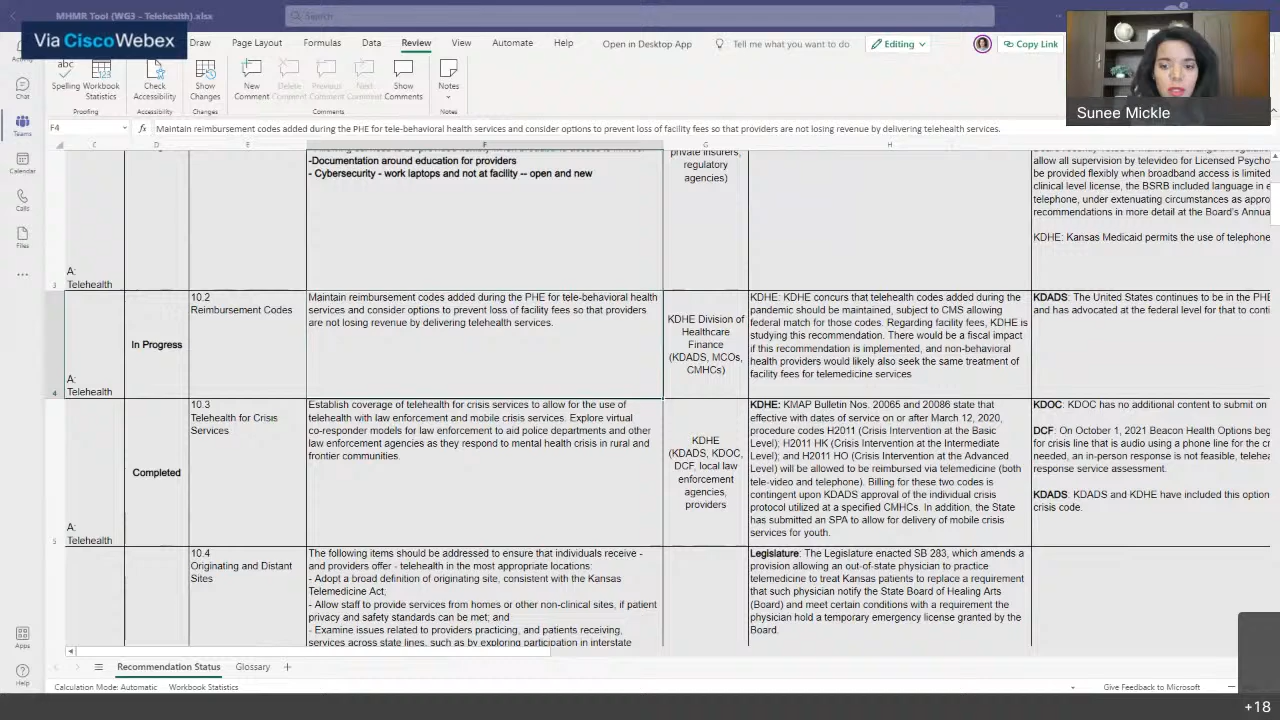 MHMR Tool (WG3 - Telehealth).xlsx
Search
Via CiscoWebex
Draw
Page Layout
Formulas
Data
Review
View
Automate
Help
Open in Desktop App
Tell me what you want to do
Editing
Copy Link
Spelling
Workbook
Statistics
Check
Accessibility
Show
Changes
New
Comment
Delete
Comment
Previous
Comment
Next
Comment
Show
Comments
Notes
Proofing
Accessibility
Changes
Comments
Notes
Sunee Mickle
F4
fx
Maintain reimbursement codes added during the PHE for tele-behavioral health services and consider options to prevent loss of facility fees so that providers are not losing revenue by delivering telehealth services.
C
D
E
F
G
H
Chat
Teams
Calendar
Calls
Files
Apps
Help
-Documentation around education for providers
- Cybersecurity - work laptops and not at facility -- open and new
private insurers,
regulatory
agencies)
allow all supervision by televideo for Licensed Psycho
be provided flexibly when broadband access is limited
clinical level license, the BSRB included language in e
telephone, under extenuating circumstances as appro
recommendations in more detail at the Board's Annua
KDHE: Kansas Medicaid permits the use of telephone
3
A:
Telehealth
10.2
Reimbursement Codes
In Progress
A:
Telehealth
4
Maintain reimbursement codes added during the PHE for tele-behavioral health
services and consider options to prevent loss of facility fees so that providers
are not losing revenue by delivering telehealth services.
KDHE Division of
Healthcare
Finance
(KDADS, MCOs,
CMHCs)
KDHE: KDHE concurs that telehealth codes added during the
pandemic should be maintained, subject to CMS allowing
federal match for those codes. Regarding facility fees, KDHE is
studying this recommendation. There would be a fiscal impact
if this recommendation is implemented, and non-behavioral
health providers would likely also seek the same treatment of
facility fees for telemedicine services
KDADS: The United States continues to be in the PHE
and has advocated at the federal level for that to conti
10.3
Telehealth for Crisis
Services
Completed
A:
Telehealth
5
Establish coverage of telehealth for crisis services to allow for the use of
telehealth with law enforcement and mobile crisis services. Explore virtual
co-responder models for law enforcement to aid police departments and other
law enforcement agencies as they respond to mental health crisis in rural and
frontier communities.
KDHE
(KDADS, KDOC,
DCF, local law
enforcement
agencies,
providers
KDHE: KMAP Bulletin Nos. 20065 and 20086 state that
effective with dates of service on or after March 12, 2020,
procedure codes H2011 (Crisis Intervention at the Basic
Level); H2011 HK (Crisis Intervention at the Intermediate
Level); and H2011 HO (Crisis Intervention at the Advanced
Level) will be allowed to be reimbursed via telemedicine (both
tele-video and telephone). Billing for these two codes is
contingent upon KDADS approval of the individual crisis
protocol utilized at a specified CMHCs. In addition, the State
has submitted an SPA to allow for delivery of mobile crisis
services for youth.
KDOC: KDOC has no additional content to submit on
DCF: On October 1, 2021 Beacon Health Options beg
for crisis line that is audio using a phone line for the cr
needed, an in-person response is not feasible, telehea
response service assessment.
KDADS: KDADS and KDHE have included this option
crisis code.
10.4
Originating and Distant
Sites
The following items should be addressed to ensure that individuals receive -
and providers offer - telehealth in the most appropriate locations:
- Adopt a broad definition of originating site, consistent with the Kansas
Telemedicine Act;
- Allow staff to provide services from homes or other non-clinical sites, if patient
privacy and safety standards can be met; and
- Examine issues related to providers practicing, and patients receiving,
services across state lines, such as by exploring participation in interstate
Legislature: The Legislature enacted SB 283, which amends a
provision allowing an out-of-state physician to practice
telemedicine to treat Kansas patients to replace a requirement
that such physician notify the State Board of Healing Arts
(Board) and meet certain conditions with a requirement the
physician hold a temporary emergency license granted by the
Board.
Recommendation Status
Glossary
Calculation Mode: Automatic
Workbook Statistics
Give Feedback to Microsoft
+18